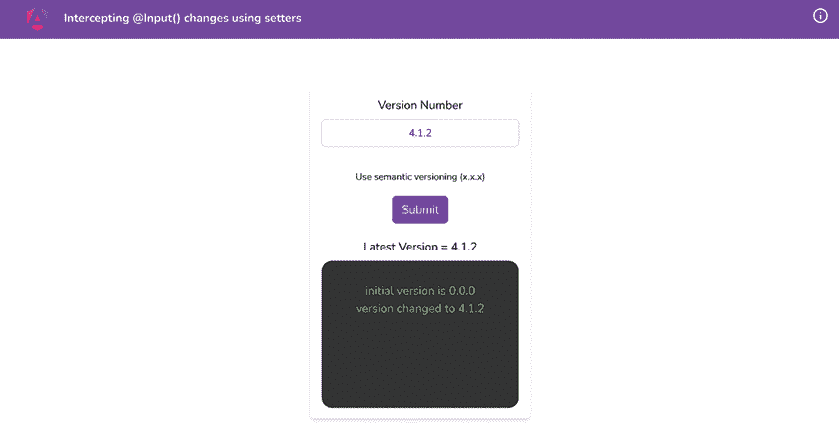 Intercepting @Input() changes using setters
Version Number
4.1.2
Use semantic versioning (x.x.x)
Submit
Latest Version = 4.1.2
initial version is 0.0.0
version changed to 4.1.2